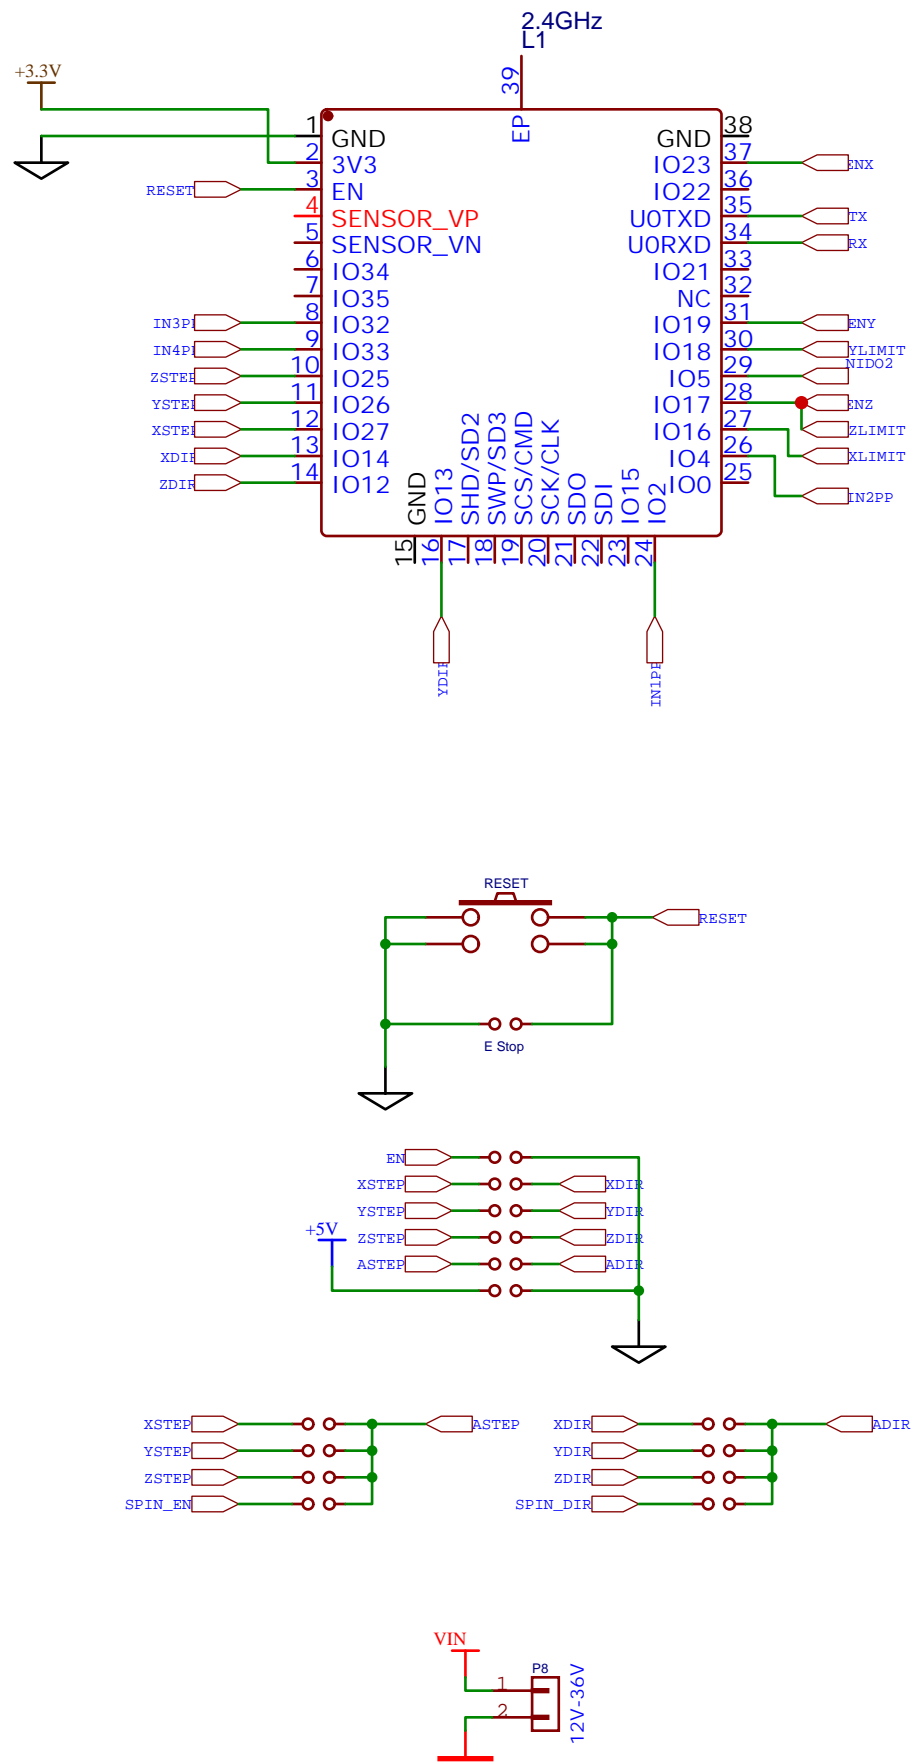 2.4GHz
L1
+3.3V
39
EP
1 GND GND 38
2 3V3 IO23 37 ENX
RESET 3 EN IO22 36
4 SENSOR_VP U0TXD 35 TX
5 SENSOR_VN U0RXD 34 RX
6 IO34 IO21 33
7 IO35 NC 32
IN3P 8 IO32 IO19 31 ENY
IN4P 9 IO33 IO18 30 YLIMIT
ZSTEP 10 IO25 IO5 29 NIDO2
YSTEP 11 IO26 IO17 28 ENZ
XSTEP 12 IO27 IO16 27 ZLIMIT
XDIR 13 IO14 IO4 26 XLIMIT
ZDIR 14 IO12 IO0 25
IN2PP
GND IO13 SHD/SD2 SWP/SD3 SCS/CMD SCK/CLK SDO SDI IO15 IO2
15 16 17 18 19 20 21 22 23 24
YDIR IN1PP
RESET
RESET
E Stop
EN
XSTEP XDIR
YSTEP YDIR
+5V
ZSTEP ZDIR
ASTEP ADIR
XSTEP ASTEP XDIR ADIR
YSTEP YDIR
ZSTEP ZDIR
SPIN_EN SPIN_DIR
VIN
P8
1
2
12V-36V